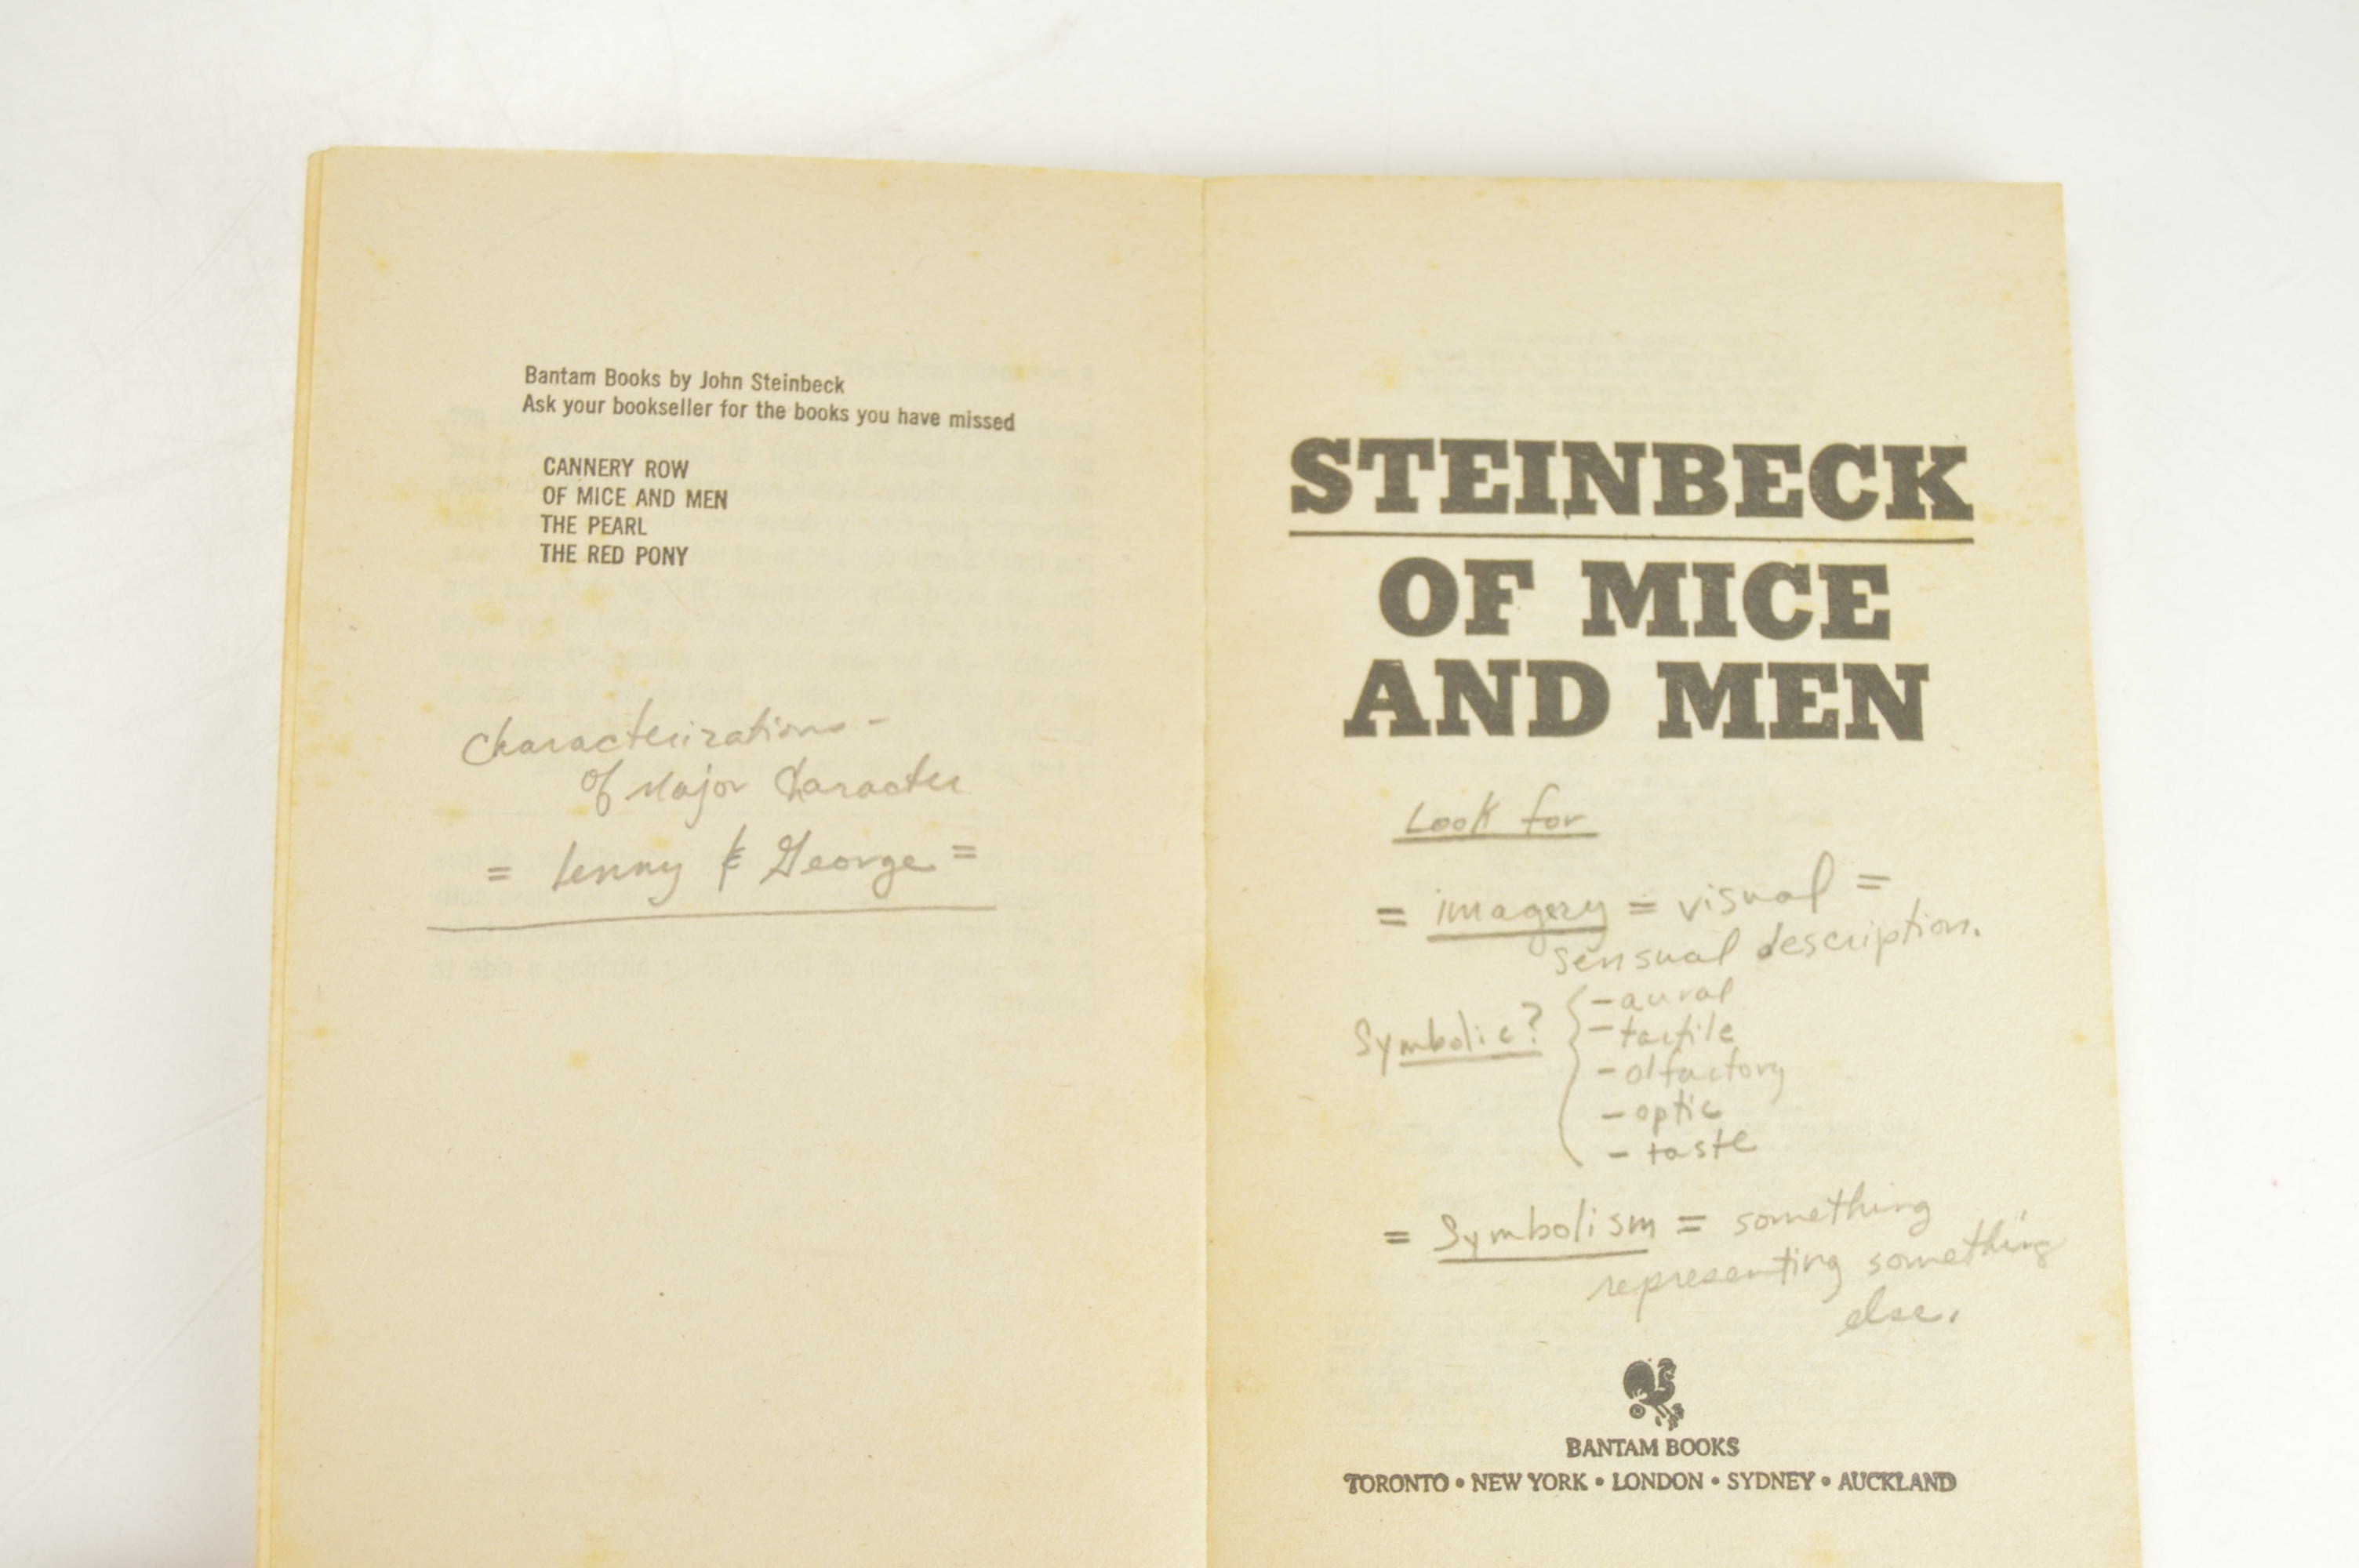 Bantam Books by John Steinbeck
Ask your bookseller for the books you have missed
CANNERY ROW
OF MICE AND MEN
THE PEARL
THE RED PONY
Characterizations -
of Major Character
= Lenny & George =
STEINBECK
OF MICE
AND MEN
Look for
= imagery = visual =
sensual description.
Symbolic?
- aural
- tactile
- olfactory
- optic
- taste
= Symbolism = something
representing something
else.
BANTAM BOOKS
TORONTO • NEW YORK • LONDON • SYDNEY • AUCKLAND